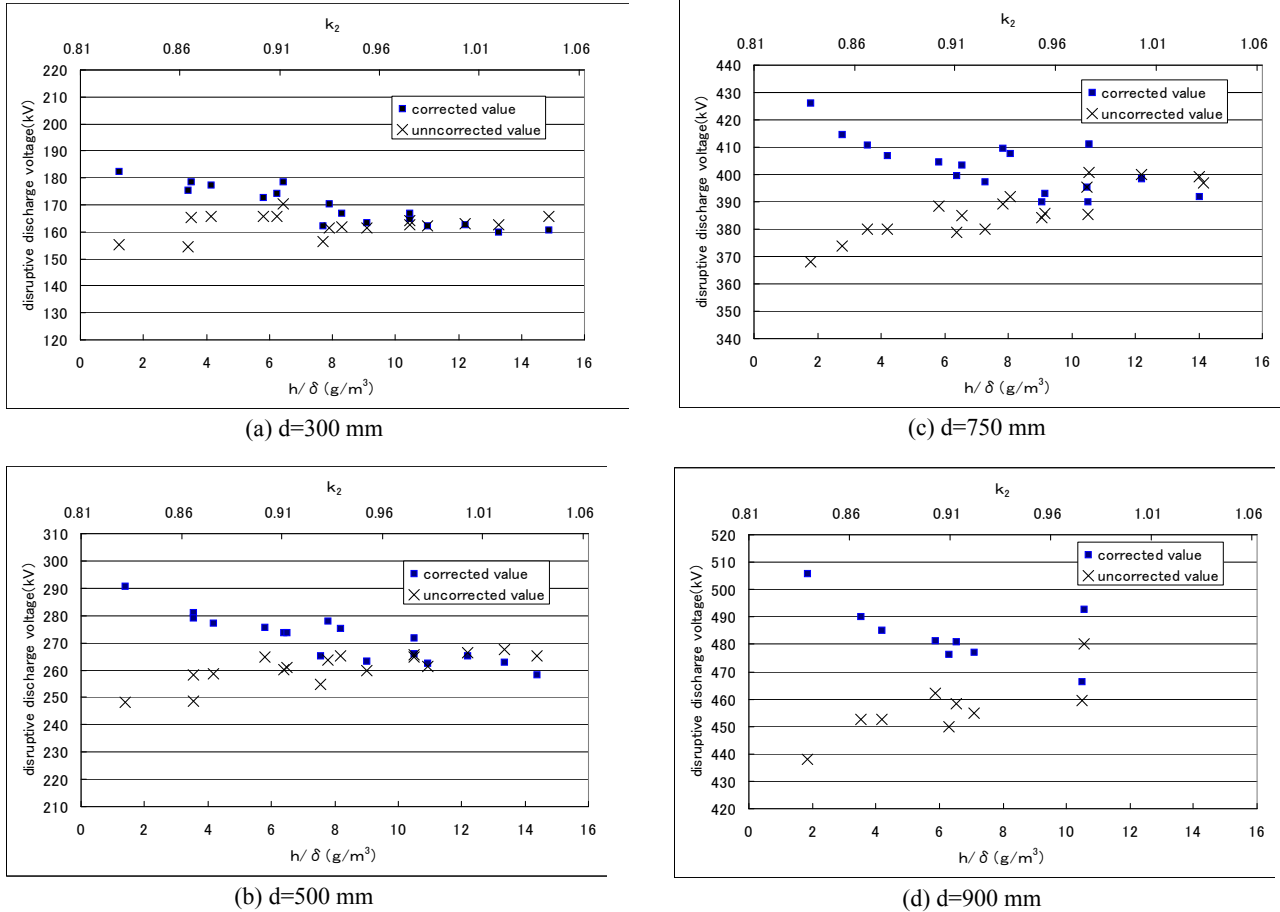 k2
0.81 0.86 0.91 0.96 1.01 1.06
220
210
200
190
180
170
160
150
140
130
120
disruptive discharge voltage(kV)
corrected value
unncorrected value
0 2 4 6 8 10 12 14 16
h/ δ (g/m3)
(a) d=300 mm
k2
0.81 0.86 0.91 0.96 1.01 1.06
440
430
420
410
400
390
380
370
360
350
340
disruptive discharge voltage(kV)
corrected value
uncorrected value
0 2 4 6 8 10 12 14 16
h/ δ (g/m3)
(c) d=750 mm
k2
0.81 0.86 0.91 0.96 1.01 1.06
310
300
290
280
270
260
250
240
230
220
210
disruptive discharge voltage(kV)
corrected value
uncorrected value
0 2 4 6 8 10 12 14 16
h/ δ (g/m3)
(b) d=500 mm
k2
0.81 0.86 0.91 0.96 1.01 1.06
520
510
500
490
480
470
460
450
440
430
420
disruptive discharge voltage(kV)
corrected value
uncorrected value
0 2 4 6 8 10 12 14 16
h/ δ (g/m3)
(d) d=900 mm